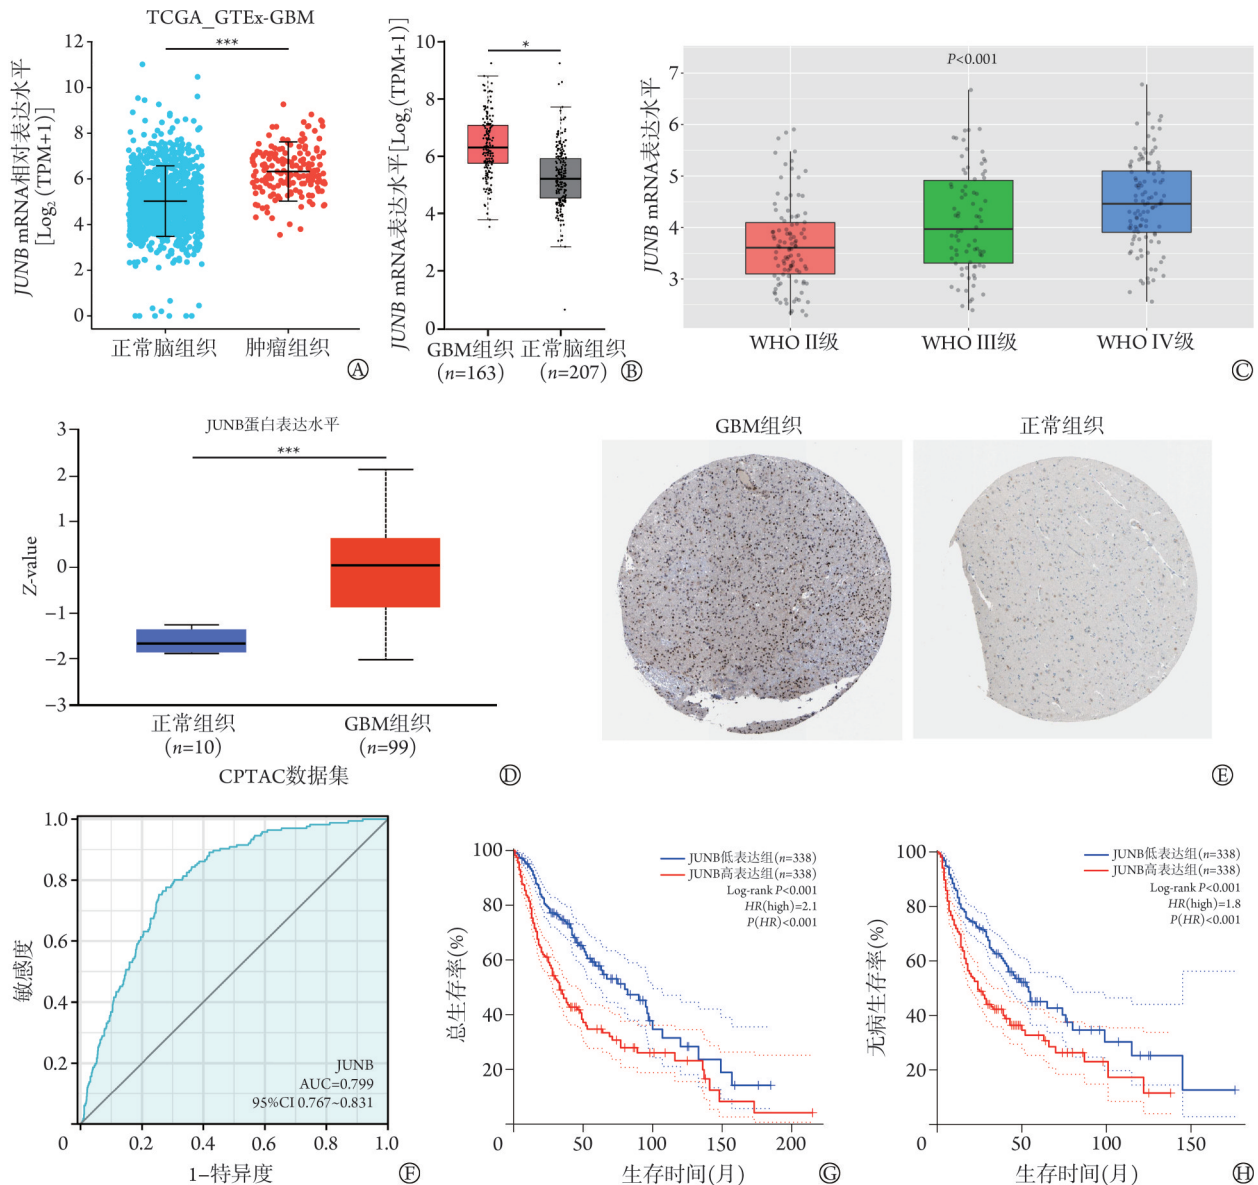 TCGA_GTEx-GBM
***
JUNB mRNA相对表达水平
[Log2(TPM+1)]
12
10
8
6
4
2
0
正常脑组织
肿瘤组织
A
JUNB mRNA表达水平[Log2(TPM+1)]
10
8
6
4
2
0
*
GBM组织
(n=163)
正常脑组织
(n=207)
B
JUNB mRNA表达水平
7
6
5
4
3
P<0.001
WHO II级
WHO III级
WHO IV级
C
JUNB蛋白表达水平
***
Z-value
3
2
1
0
−1
−2
−3
正常组织
(n=10)
GBM组织
(n=99)
CPTAC数据集
D
GBM组织
正常组织
E
敏感度
1.0
0.8
0.6
0.4
0.2
0
0.2
0.4
0.6
0.8
1.0
JUNB
AUC=0.799
95%CI 0.767~0.831
1−特异度
F
总生存率(%)
100
80
60
40
20
0
50
100
150
200
JUNB低表达组(n=338)
JUNB高表达组(n=338)
Log-rank P<0.001
HR(high)=2.1
P(HR)<0.001
生存时间(月)
G
无病生存率(%)
100
80
60
40
20
0
50
100
150
JUNB低表达组(n=338)
JUNB高表达组(n=338)
Log-rank P<0.001
HR(high)=1.8
P(HR)<0.001
生存时间(月)
H